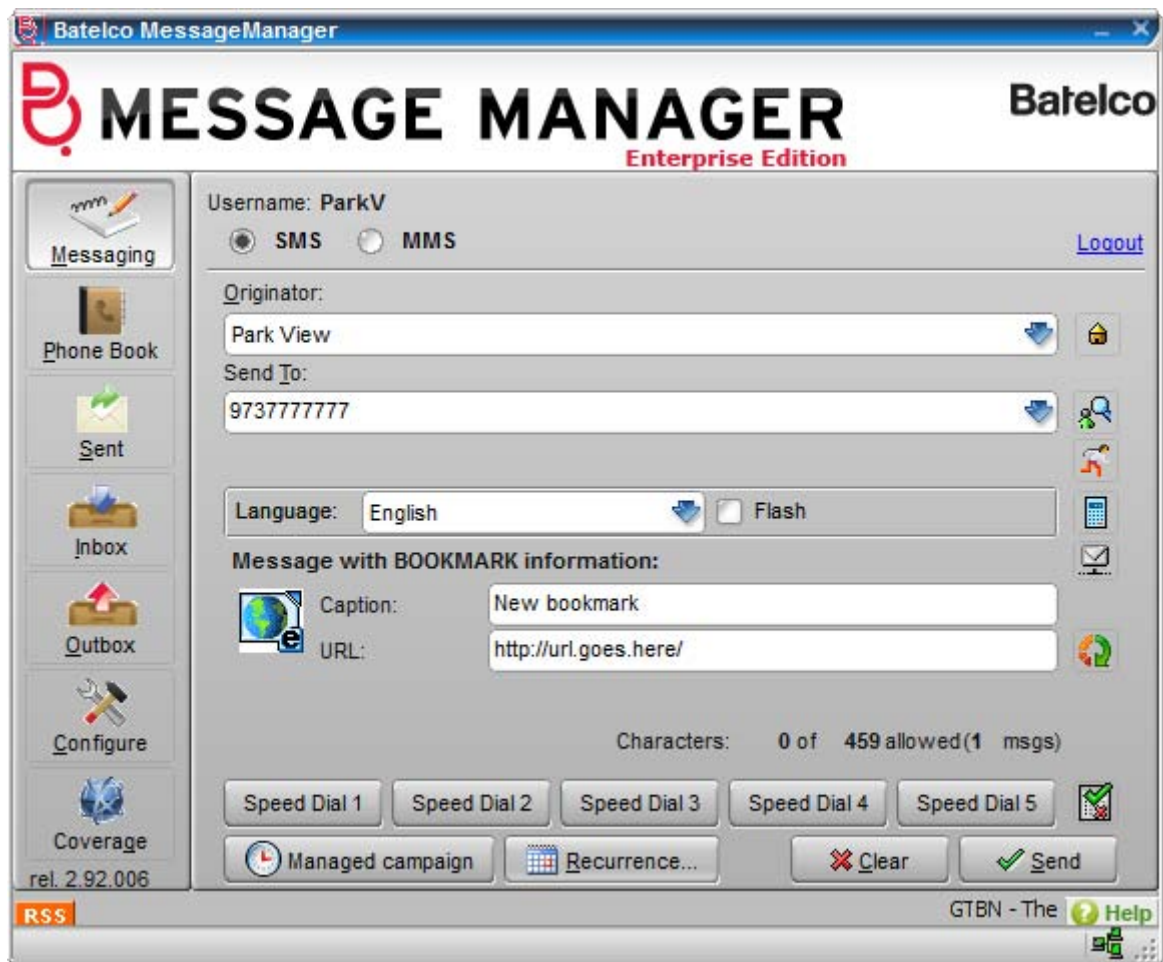 Batelco MessageManager
MESSAGE MANAGER
Batelco
Enterprise Edition
Messaging
Phone Book
Sent
Inbox
Outbox
Configure
Coverage
rel. 2.92.006
Username: ParkV
SMS MMS
Logout
Originator:
Park View
Send To:
9737777777
Language: English Flash
Message with BOOKMARK information:
Caption: New bookmark
URL: http://url.goes.here/
Characters: 0 of 459 allowed(1 msgs)
Speed Dial 1 Speed Dial 2 Speed Dial 3 Speed Dial 4 Speed Dial 5
Managed campaign Recurrence... Clear Send
RSS GTBN - The Help